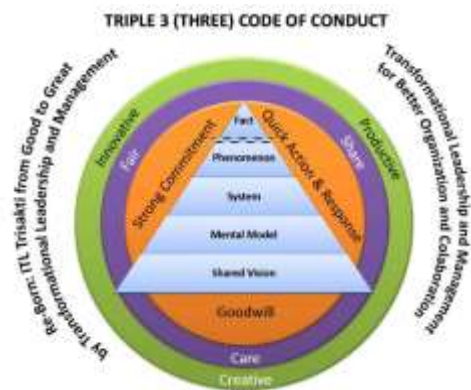 TRIPLE 3 (THREE) CODE OF CONDUCT
Re-Born: ITL Trisakti from Good to Great
by Transformational Leadership and Management
Transformational Leadership and Management
for Better Organization and Colaboration
Innovative
Productive
Creative
Fair
Share
Care
Strong Commitment
Quick Action & Response
Goodwill
Fact
Phenomenon
System
Mental Model
Shared Vision